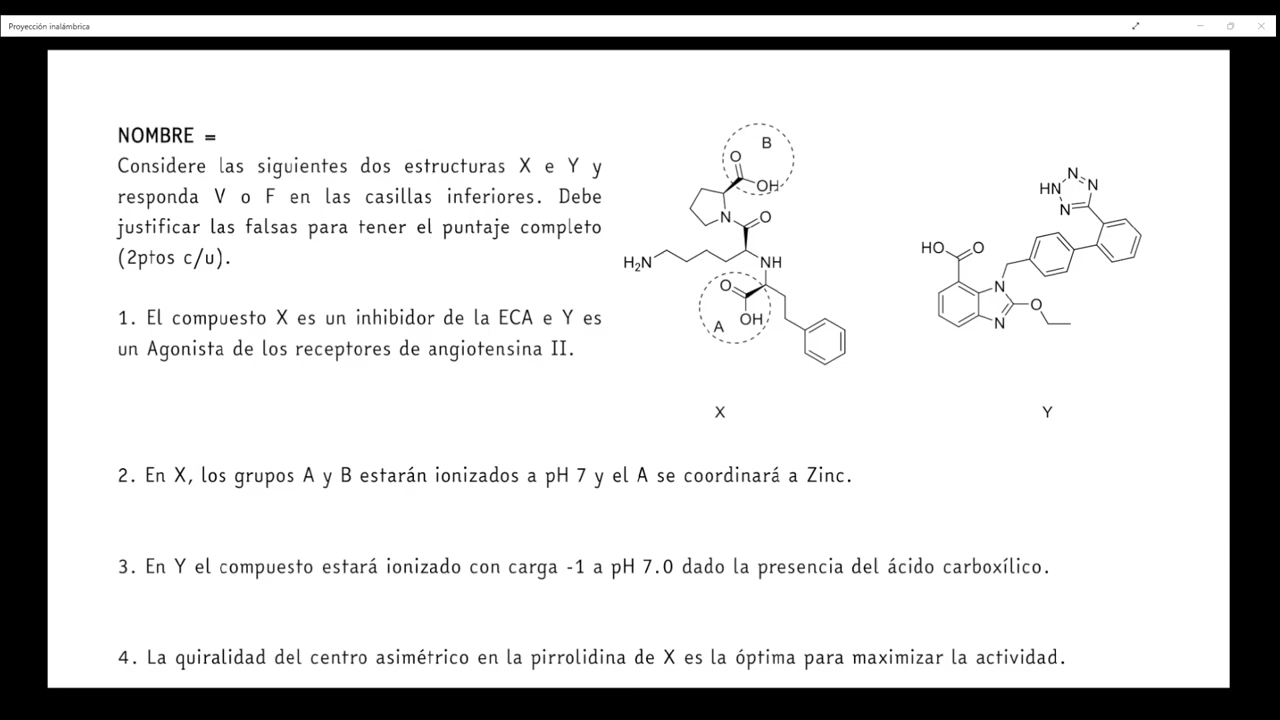 Proyección inalámbrica
NOMBRE =
Considere las siguientes dos estructuras X e Y y
responda V o F en las casillas inferiores. Debe
justificar las falsas para tener el puntaje completo
(2ptos c/u).
1. El compuesto X es un inhibidor de la ECA e Y es
un Agonista de los receptores de angiotensina II.
B
O
OH
N
O
H2N
NH
O
OH
A
X
N
N
HN
N
HO
O
N
O
N
Y
2. En X, los grupos A y B estarán ionizados a pH 7 y el A se coordinará a Zinc.
3. En Y el compuesto estará ionizado con carga -1 a pH 7.0 dado la presencia del ácido carboxílico.
4. La quiralidad del centro asimétrico en la pirrolidina de X es la óptima para maximizar la actividad.